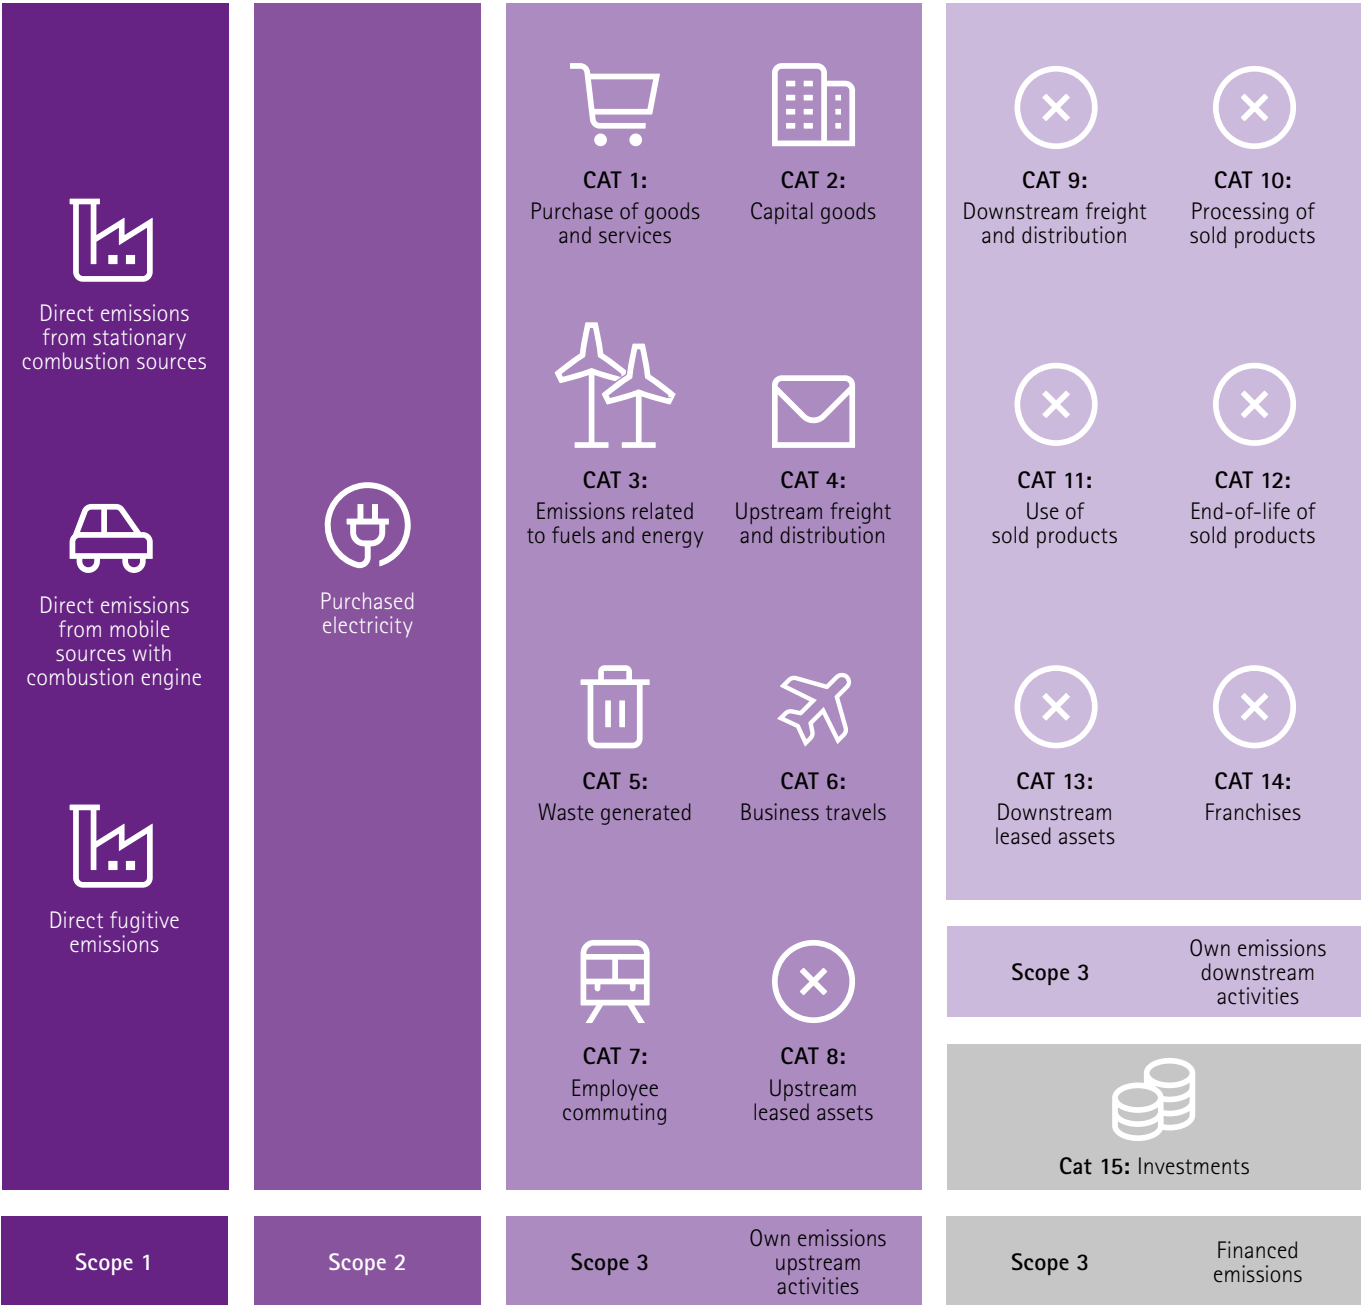 Direct emissions
from stationary
combustion sources
Direct emissions
from mobile
sources with
combustion engine
Direct fugitive
emissions
Scope 1
Purchased
electricity
Scope 2
CAT 1:
Purchase of goods
and services
CAT 2:
Capital goods
CAT 3:
Emissions related
to fuels and energy
CAT 4:
Upstream freight
and distribution
CAT 5:
Waste generated
CAT 6:
Business travels
CAT 7:
Employee
commuting
CAT 8:
Upstream
leased assets
Scope 3
Own emissions
upstream
activities
CAT 9:
Downstream freight
and distribution
CAT 10:
Processing of
sold products
CAT 11:
Use of
sold products
CAT 12:
End-of-life of
sold products
CAT 13:
Downstream
leased assets
CAT 14:
Franchises
Scope 3
Own emissions
downstream
activities
Cat 15: Investments
Scope 3
Financed
emissions